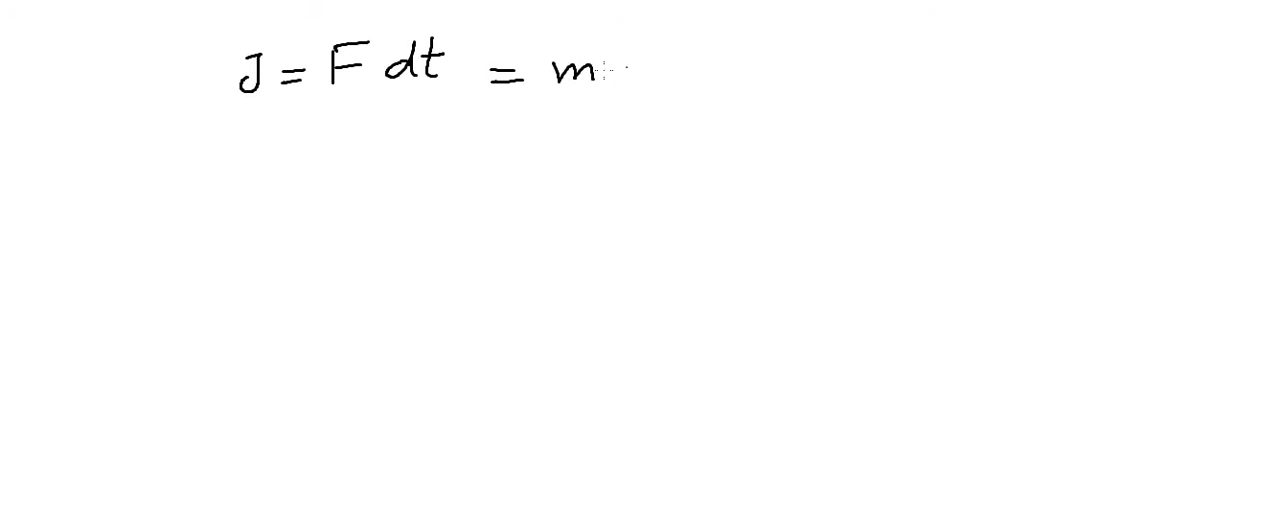 J = F dt = m